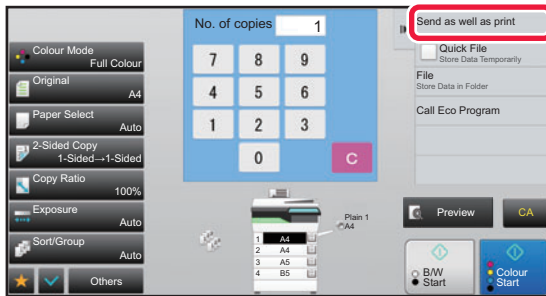 No. of copies 1
Send as well as print
Quick File
Store Data Temporarily
File
Store Data in Folder
Call Eco Program
Colour Mode
Full Colour
Original
A4
Paper Select
Auto
2-Sided Copy
1-Sided→1-Sided
Copy Ratio
100%
Exposure
Auto
Sort/Group
Auto
Others
7 8 9
4 5 6
1 2 3
0 C
Plain 1
A4
1 A4
2 A4
3 A5
4 B5
Preview
CA
B/W
Start
Colour
Start